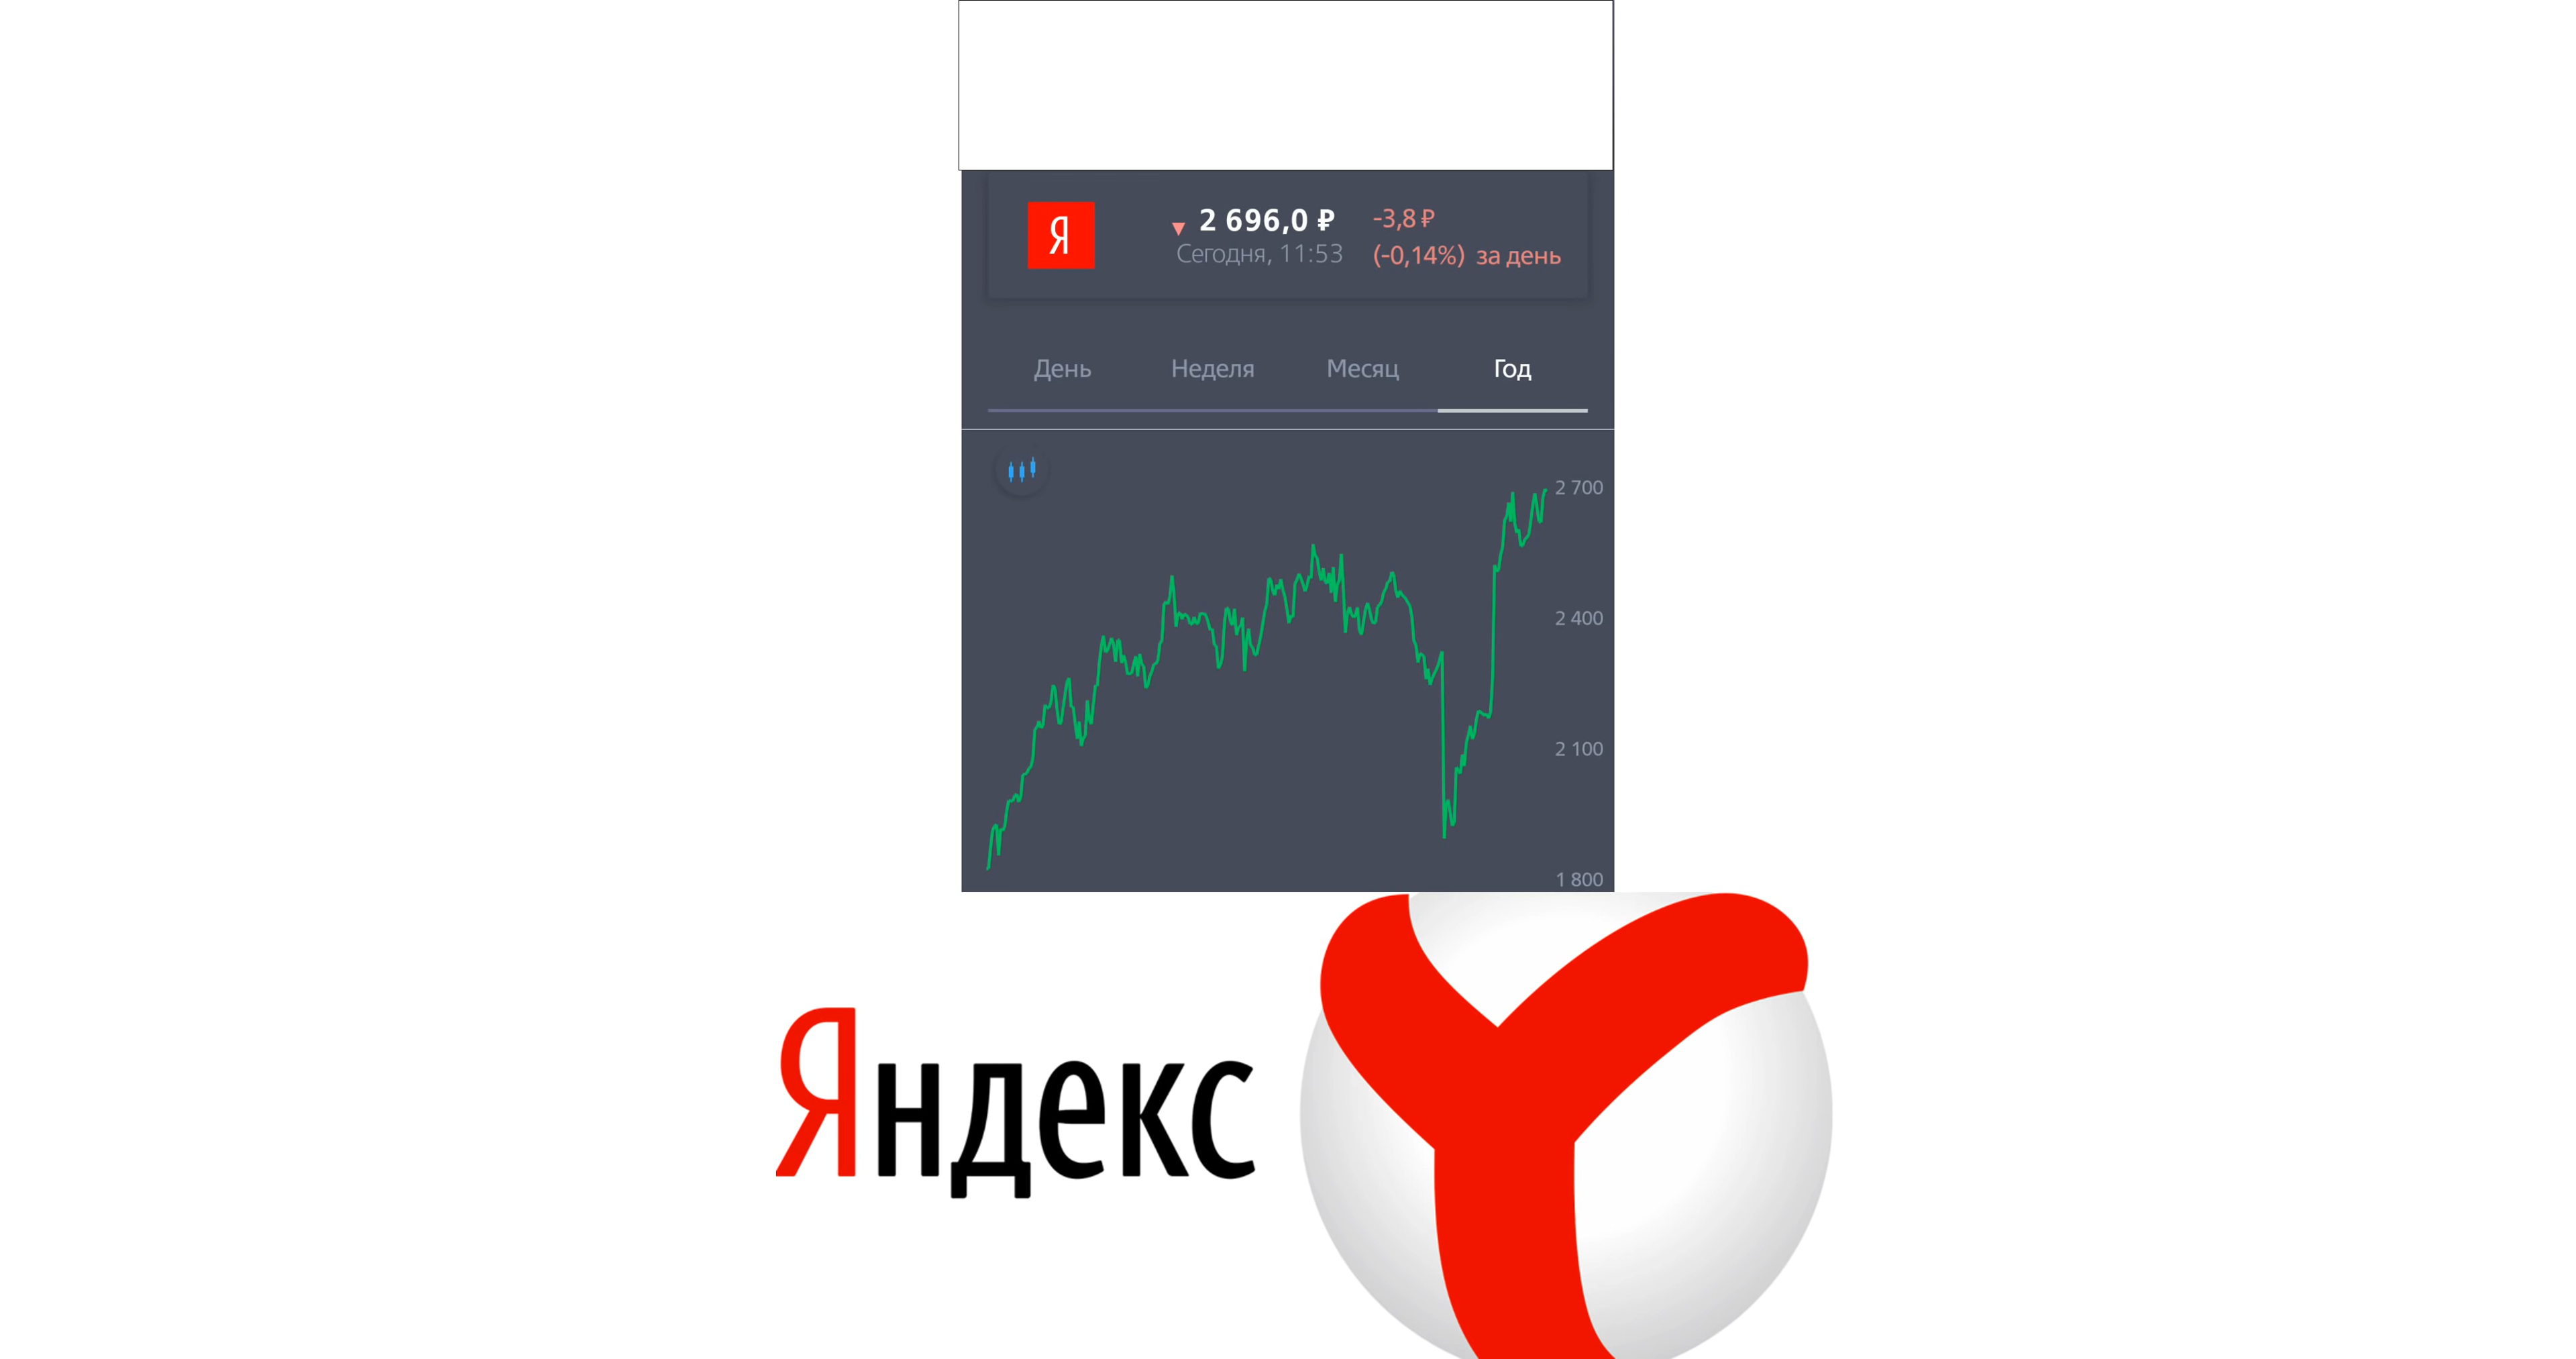 Я
2 696,0 ₽ -3,8 ₽
Сегодня, 11:53 (-0,14%) за день
День Неделя Месяц Год
2 700
2 400
2 100
1 800
Яндекс